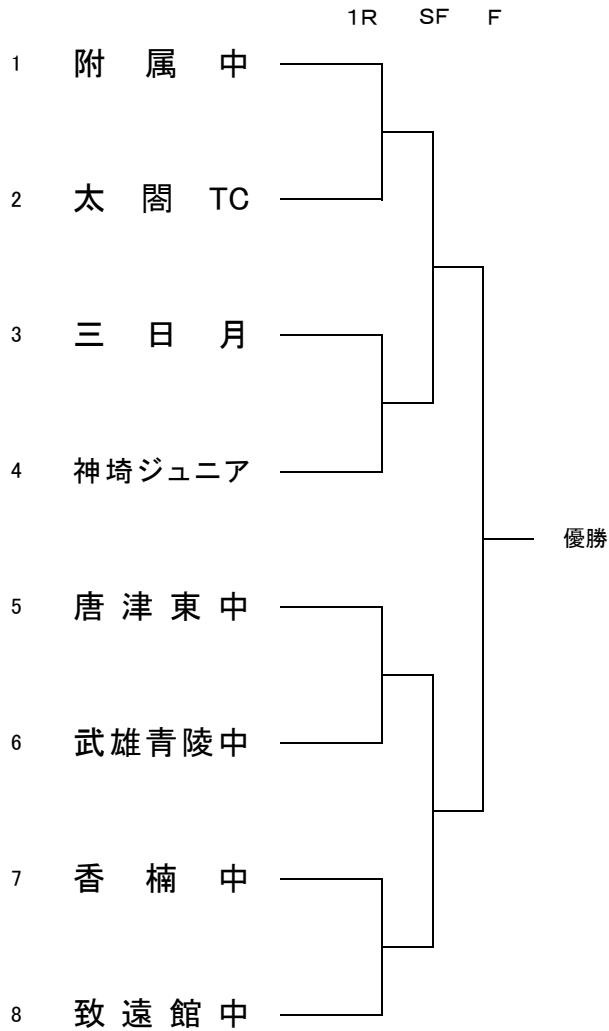 1R SF F
1 附属中
2 太閤 TC
3 三日月
4 神埼ジュニア
優勝
5 唐津東中
6 武雄青陵中
7 香楠中
8 致遠館中